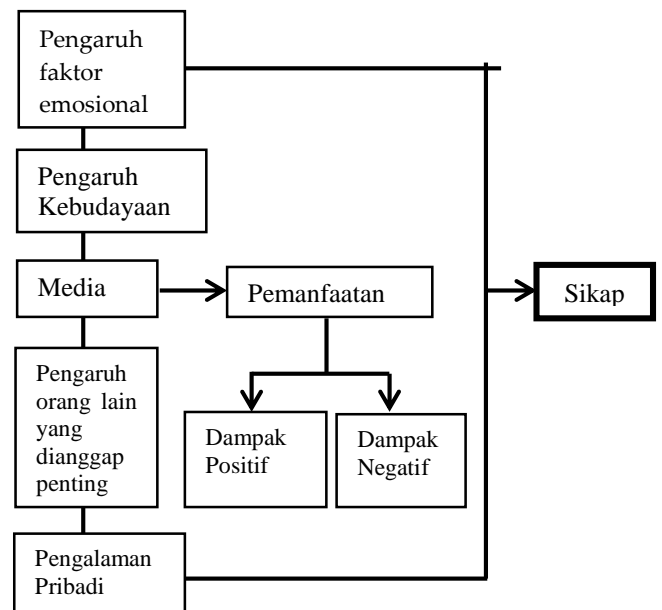 Pengaruh
faktor
emosional
Pengaruh
Kebudayaan
Media
Pemanfaatan
Sikap
Pengaruh
orang lain
yang
dianggap
penting
Dampak
Positif
Dampak
Negatif
Pengalaman
Pribadi